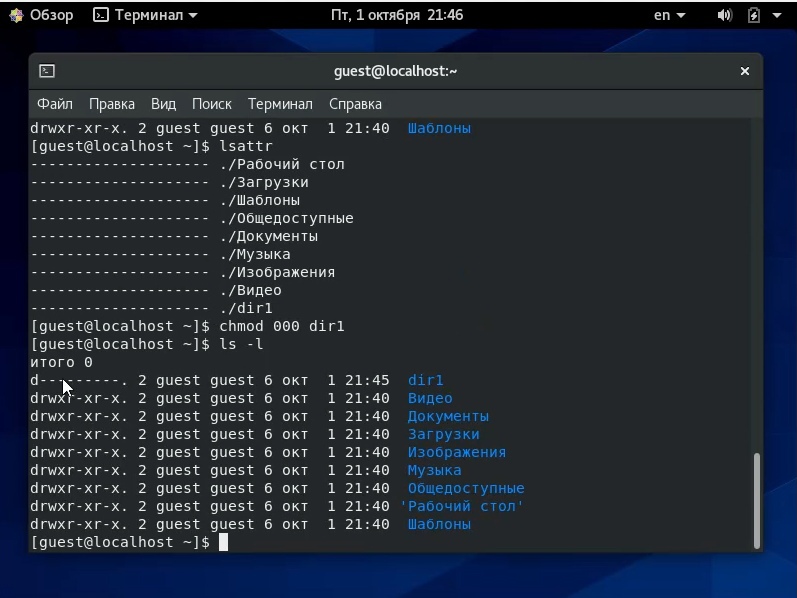 Обзор Терминал Пт, 1 октября 21:46 en
guest@localhost:~
Файл Правка Вид Поиск Терминал Справка
drwxr-xr-x. 2 guest guest 6 окт  1 21:40  Шаблоны
[guest@localhost ~]$ lsattr
-------------------- ./Рабочий стол
-------------------- ./Загрузки
-------------------- ./Шаблоны
-------------------- ./Общедоступные
-------------------- ./Документы
-------------------- ./Музыка
-------------------- ./Изображения
-------------------- ./Видео
-------------------- ./dir1
[guest@localhost ~]$ chmod 000 dir1
[guest@localhost ~]$ ls -l
итого 0
d---------. 2 guest guest 6 окт  1 21:45  dir1
drwxr-xr-x. 2 guest guest 6 окт  1 21:40  Видео
drwxr-xr-x. 2 guest guest 6 окт  1 21:40  Документы
drwxr-xr-x. 2 guest guest 6 окт  1 21:40  Загрузки
drwxr-xr-x. 2 guest guest 6 окт  1 21:40  Изображения
drwxr-xr-x. 2 guest guest 6 окт  1 21:40  Музыка
drwxr-xr-x. 2 guest guest 6 окт  1 21:40  Общедоступные
drwxr-xr-x. 2 guest guest 6 окт  1 21:40 'Рабочий стол'
drwxr-xr-x. 2 guest guest 6 окт  1 21:40  Шаблоны
[guest@localhost ~]$